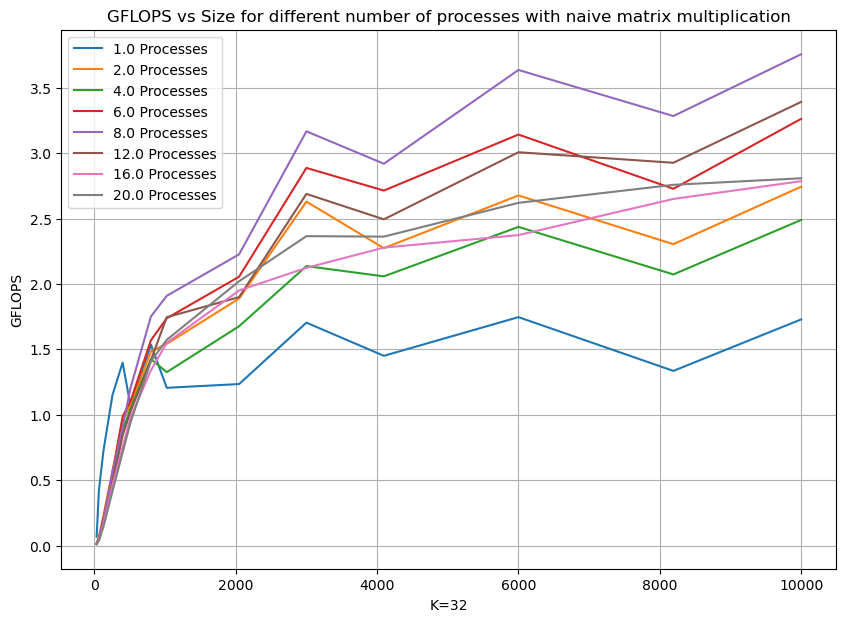 GFLOPS vs Size for different number of processes with naive matrix multiplication
1.0 Processes
2.0 Processes
4.0 Processes
6.0 Processes
8.0 Processes
12.0 Processes
16.0 Processes
20.0 Processes
3.5
3.0
2.5
2.0
1.5
1.0
0.5
0.0
GFLOPS
0 2000 4000 6000 8000 10000
K=32